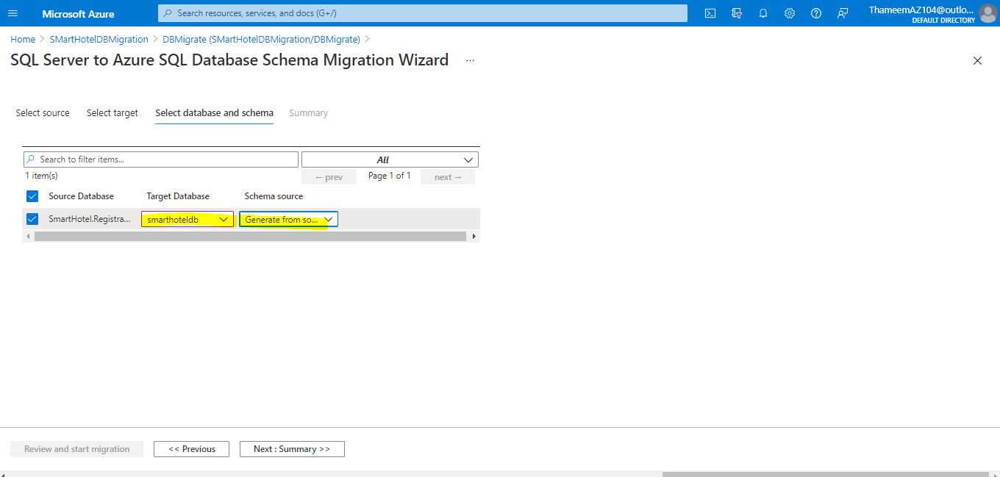 Microsoft Azure
Search resources, services, and docs (G+/)
ThameemAZ104@outlo...
DEFAULT DIRECTORY
Home > SMartHotelDBMigration > DBMigrate (SMartHotelDBMigration/DBMigrate) >
SQL Server to Azure SQL Database Schema Migration Wizard ...
Select source Select target Select database and schema Summary
Search to filter items... All
1 item(s) ← prev Page 1 of 1 next →
Source Database Target Database Schema source
SmartHotel.Registra... smarthoteldb Generate from so...
Review and start migration << Previous Next : Summary >>